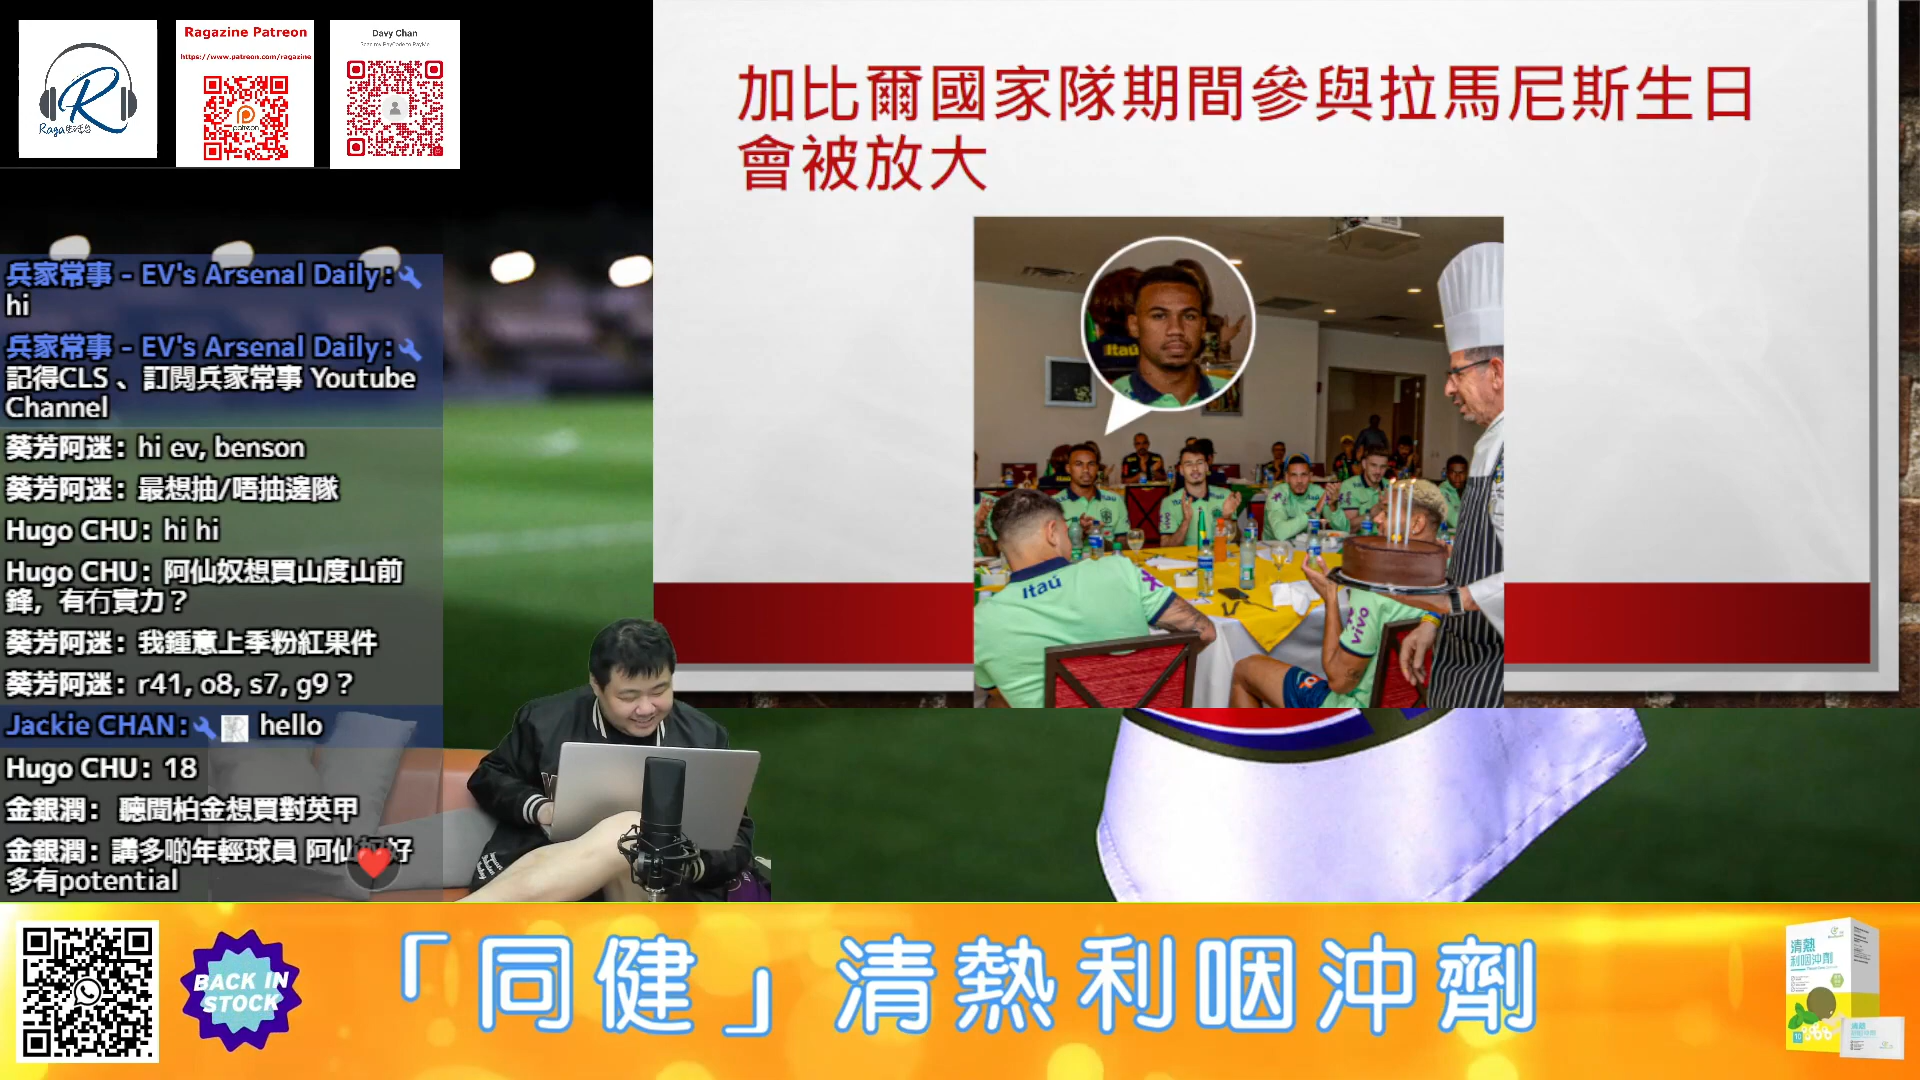 Raga
Ragazine Patreon
https://www.patreon.com/ragazine
patreon
Davy Chan
加比爾國家隊期間參與拉馬尼斯生日
會被放大
Itaú
Itaú
vivo
兵家常事 - EV's Arsenal Daily:
hi
兵家常事 - EV's Arsenal Daily:
記得CLS 、訂閱兵家常事 Youtube
Channel
葵芳阿迷: hi ev, benson
葵芳阿迷: 最想抽/唔抽邊隊
Hugo CHU: hi hi
Hugo CHU: 阿仙奴想買山度山前
鋒，有冇實力？
葵芳阿迷: 我鍾意上季粉紅果件
葵芳阿迷: r41, o8, s7, g9 ?
Jackie CHAN: hello
Hugo CHU: 18
金銀潤: 聽聞柏金想買對英甲
金銀潤: 講多啲年輕球員 阿仙奴好
多有potential
BACK IN
STOCK
「同健」清熱利咽沖劑
清熱
利咽沖劑